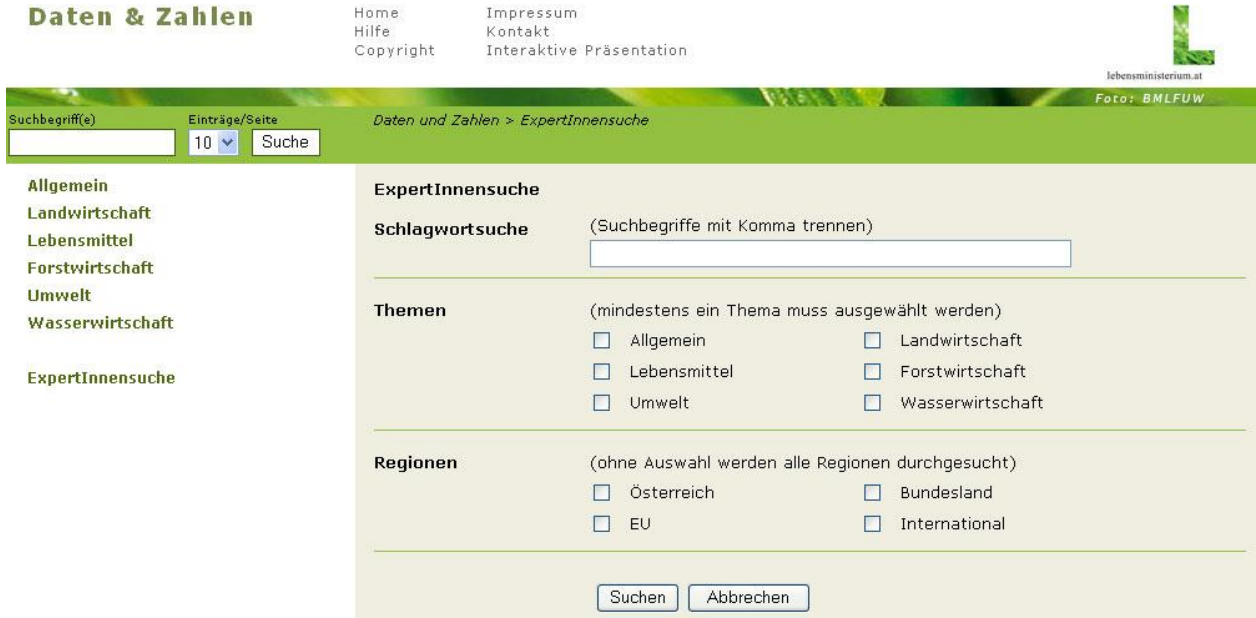 Daten & Zahlen
Home Impressum
Hilfe Kontakt
Copyright Interaktive Präsentation
lebensministerium.at
Foto: BMLFUW
Suchbegriff(e) Einträge/Seite
10 Suche
Daten und Zahlen > ExpertInnensuche
Allgemein
Landwirtschaft
Lebensmittel
Forstwirtschaft
Umwelt
Wasserwirtschaft
ExpertInnensuche
ExpertInnensuche
Schlagwortsuche (Suchbegriffe mit Komma trennen)
Themen (mindestens ein Thema muss ausgewählt werden)
Allgemein Landwirtschaft
Lebensmittel Forstwirtschaft
Umwelt Wasserwirtschaft
Regionen (ohne Auswahl werden alle Regionen durchgesucht)
Österreich Bundesland
EU International
Suchen Abbrechen